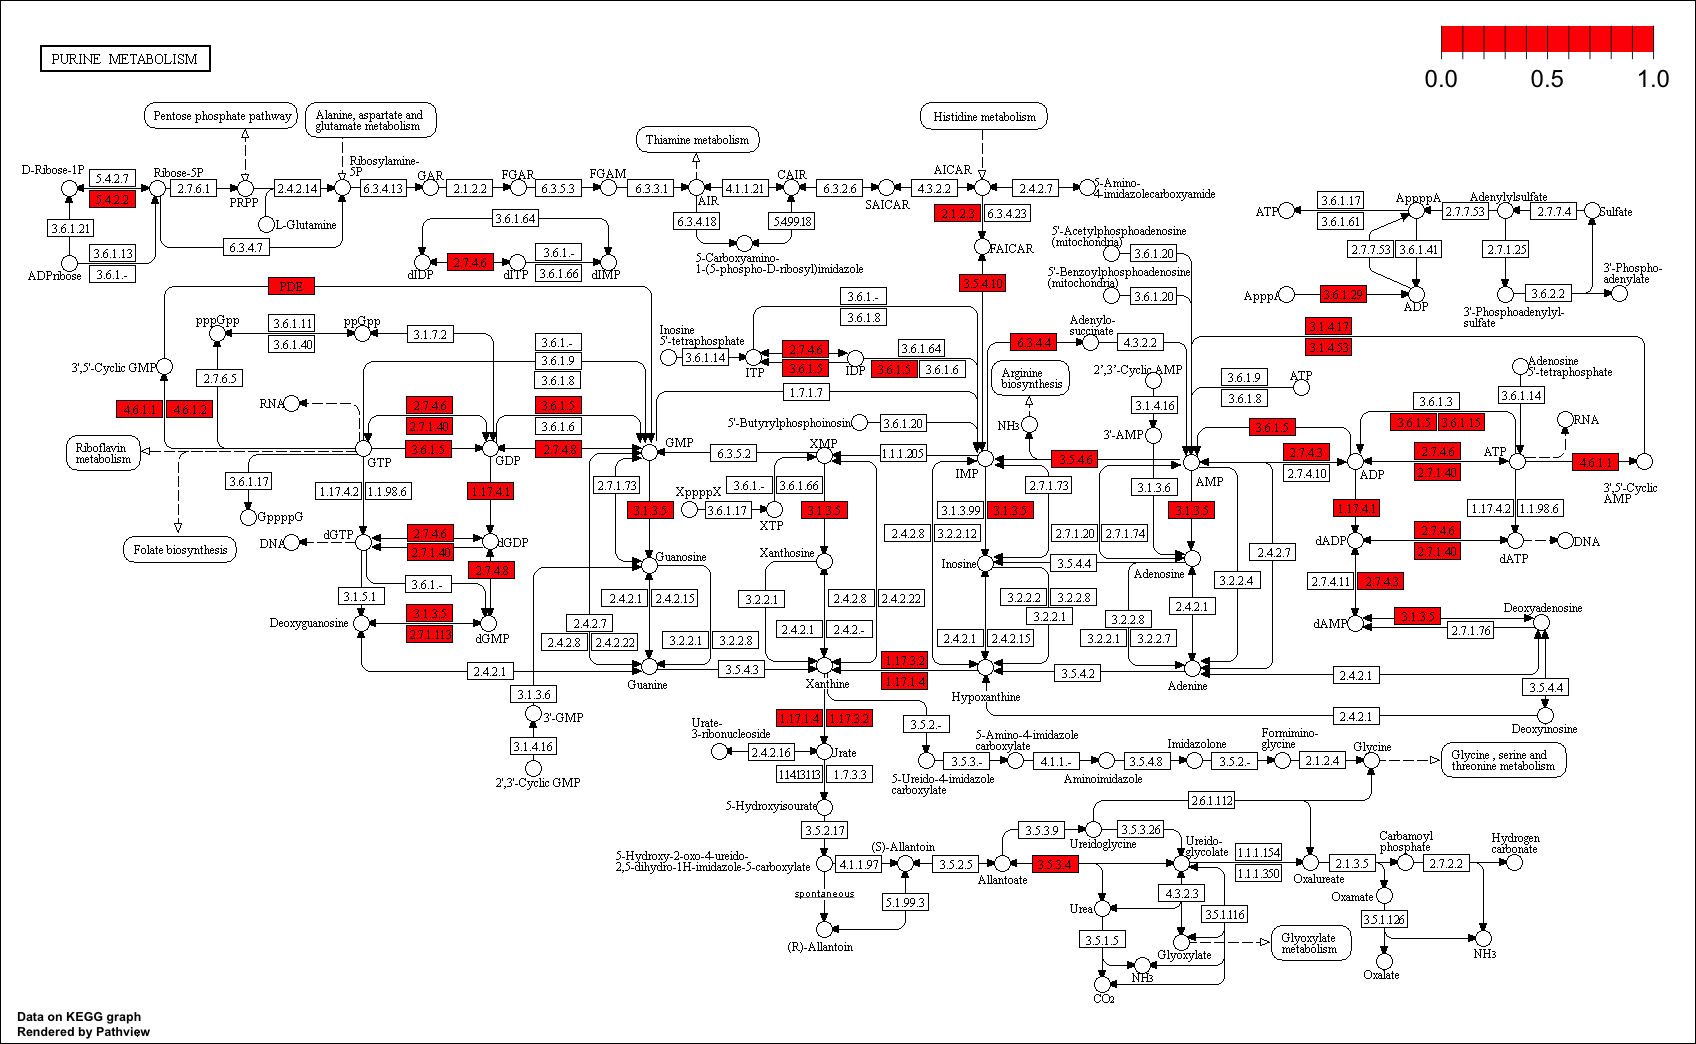 PURINE METABOLISM
0.0
0.5
1.0
Pentose phosphate pathway
Alanine, aspartate and
glutamate metabolism
Thiamine metabolism
Histidine metabolism
D-Ribose-1P
5.4.2.7
5.4.2.2
Ribose-5P
2.7.6.1
PRPP
2.4.2.14
Ribosylamine-
5P
6.3.4.13
GAR
2.1.2.2
FGAR
6.3.5.3
FGAM
6.3.3.1
AIR
4.1.1.21
CAIR
6.3.2.6
SAICAR
4.3.2.2
AICAR
2.4.2.7
5-Amino-
4-imidazolecarboxyamide
3.6.1.21
L-Glutamine
6.3.4.7
ADPribose
3.6.1.13
3.6.1.-
3.6.1.64
dIDP
2.7.4.6
dITP
3.6.1.-
3.6.1.66
dIMP
6.3.4.18
5.4.99.18
5-Carboxyamino-
1-(5-phospho-D-ribosyl)imidazole
2.1.2.3
6.3.4.23
FAICAR
3.5.4.10
5'-Acetylphosphoadenosine
(mitochondria)
3.6.1.20
5'-Benzoylphosphoadenosine
(mitochondria)
3.6.1.20
ATP
3.6.1.17
3.6.1.61
AppppA
2.7.7.53
Adenylylsulfate
2.7.7.4
Sulfate
2.7.7.53
3.6.1.41
2.7.1.25
ApppA
3.6.1.29
ADP
3.6.2.2
3'-Phospho-
adenylate
3'-Phosphoadenylyl-
sulfate
PDE
pppGpp
3.6.1.11
3.6.1.40
ppGpp
3.1.7.2
3.6.1.-
3.6.1.9
3.6.1.8
3',5'-Cyclic GMP
2.7.6.5
Inosine
5'-tetraphosphate
3.6.1.14
ITP
3.6.1.-
3.6.1.8
2.7.4.6
3.6.1.5
IDP
3.6.1.64
3.6.1.5
3.6.1.6
1.7.1.7
6.3.4.4
Adenylo-
succinate
4.3.2.2
Arginine
biosynthesis
2',3'-Cyclic AMP
3.1.4.16
3'-AMP
3.1.4.17
3.1.4.53
3.6.1.9
3.6.1.8
ATP
Adenosine
5'-tetraphosphate
3.6.1.14
RNA
4.6.1.1
4.6.1.2
RNA
2.7.4.6
2.7.1.40
3.6.1.5
3.6.1.5
3.6.1.6
2.7.4.8
5'-Butyrylphosphoinosine
3.6.1.20
NH3
3.6.1.5
3.6.1.3
3.6.1.5
3.6.1.15
Riboflavin
metabolism
GTP
GDP
GMP
6.3.5.2
XMP
1.1.1.205
IMP
3.5.4.6
AMP
2.7.4.3
2.7.4.10
ADP
2.7.4.6
2.7.1.40
ATP
4.6.1.1
3',5'-Cyclic
AMP
3.6.1.17
GppppG
1.17.4.2
1.1.98.6
1.17.4.1
2.7.1.73
XppppX
3.6.1.17
XTP
3.6.1.-
3.6.1.66
2.7.1.73
3.1.3.6
1.17.4.1
1.17.4.2
1.1.98.6
3.1.3.5
3.1.3.5
3.1.3.99
3.1.3.5
3.1.3.5
Folate biosynthesis
DNA
dGTP
2.7.4.6
2.7.1.40
dGDP
2.4.2.8
3.2.2.12
2.7.1.20
2.7.1.74
dADP
2.7.4.6
2.7.1.40
dATP
DNA
2.7.4.8
3.6.1.-
Guanosine
Xanthosine
Inosine
3.5.4.4
Adenosine
2.4.2.7
3.2.2.4
3.1.5.1
2.4.2.1
2.4.2.15
3.2.2.1
2.4.2.8
2.4.2.22
3.2.2.2
3.2.2.8
3.2.2.1
2.4.2.1
2.7.4.11
2.7.4.3
Deoxyguanosine
3.1.3.5
2.7.1.113
dGMP
2.4.2.7
2.4.2.8
2.4.2.22
3.2.2.1
3.2.2.8
2.4.2.1
2.4.2.-
2.4.2.1
2.4.2.15
3.2.2.8
3.2.2.1
3.2.2.7
dAMP
3.1.3.5
2.7.1.76
Deoxyadenosine
2.4.2.1
Guanine
3.5.4.3
Xanthine
1.17.3.2
1.17.1.4
Hypoxanthine
3.5.4.2
Adenine
2.4.2.1
3.5.4.4
3.1.3.6
3'-GMP
3.1.4.16
2',3'-Cyclic GMP
2.4.2.1
Deoxyinosine
1.17.1.4
1.17.3.2
3.5.2.-
Urate-
3-ribonucleoside
2.4.2.16
Urate
1.14.13.113
1.7.3.3
5-Ureido-4-imidazole
carboxylate
3.5.3.-
5-Amino-4-imidazole
carboxylate
4.1.1.-
Aminoimidazole
3.5.4.8
Imidazolone
3.5.2.-
Formimino-
glycine
2.1.2.4
Glycine
Glycine , serine and
threonine metabolism
5-Hydroxyisourate
3.5.2.17
2.6.1.112
5-Hydroxy-2-oxo-4-ureido-
2,5-dihydro-1H-imidazole-5-carboxylate
4.1.1.97
(S)-Allantoin
3.5.2.5
Allantoate
3.5.3.9
Ureidoglycine
3.5.3.26
3.5.3.4
Ureido-
glycolate
1.1.1.154
1.1.1.350
Oxalureate
2.1.3.5
Carbamoyl
phosphate
2.7.2.2
Hydrogen
carbonate
spontaneous
5.1.99.3
(R)-Allantoin
Urea
4.3.2.3
3.5.1.116
3.5.1.5
Glyoxylate
NH3
CO2
Glyoxylate
metabolism
Oxamate
3.5.1.126
Oxalate
NH3
Data on KEGG graph
Rendered by Pathview